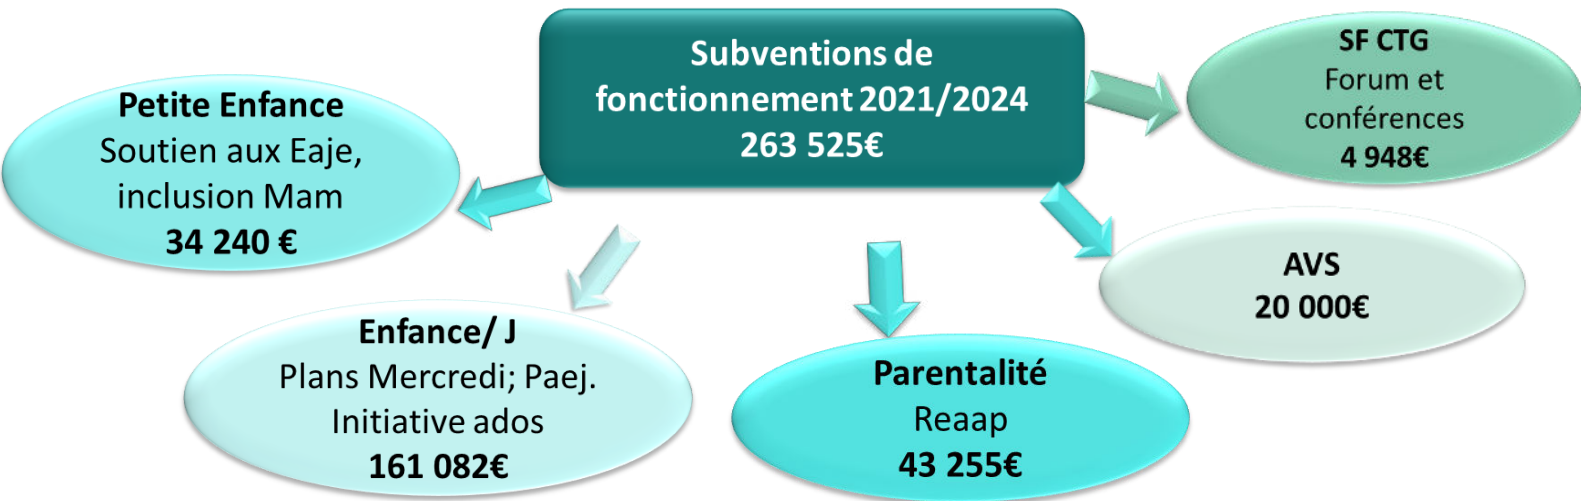 Subventions de
fonctionnement 2021/2024
263 525€
SF CTG
Forum et
conférences
4 948€
Petite Enfance
Soutien aux Eaje,
inclusion Mam
34 240 €
AVS
20 000€
Enfance/ J
Plans Mercredi; Paej.
Initiative ados
161 082€
Parentalité
Reaap
43 255€